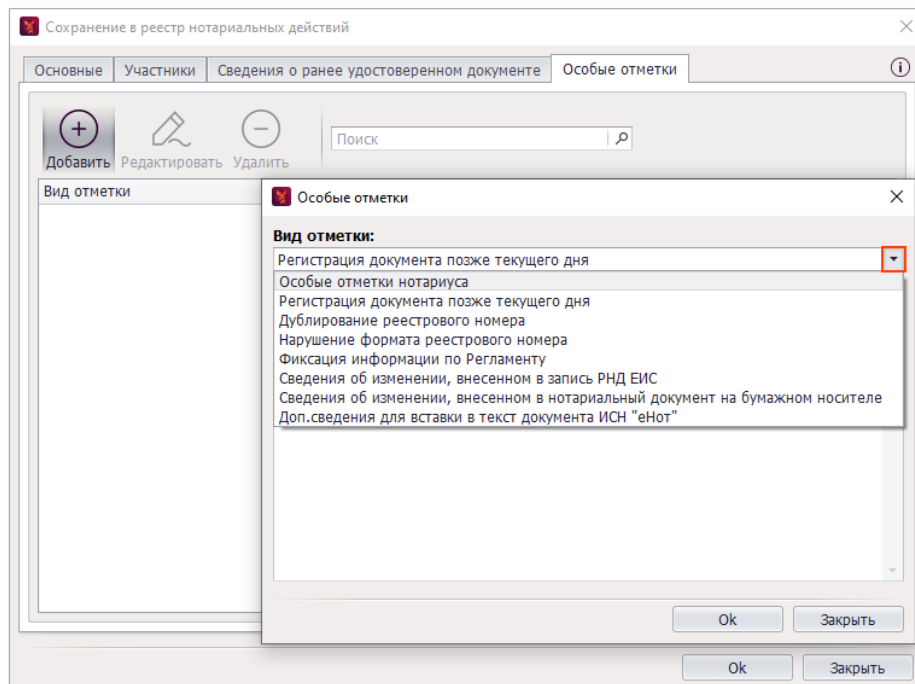 Сохранение в реестр нотариальных действий
Основные Участники Сведения о ранее удостоверенном документе Особые отметки
Добавить Редактировать Удалить Поиск
Вид отметки
Особые отметки
Вид отметки:
Регистрация документа позже текущего дня
Особые отметки нотариуса
Регистрация документа позже текущего дня
Дублирование реестрового номера
Нарушение формата реестрового номера
Фиксация информации по Регламенту
Сведения об изменении, внесенном в запись РНД ЕИС
Сведения об изменении, внесенном в нотариальный документ на бумажном носителе
Доп.сведения для вставки в текст документа ИСН "еНот"
Ok Закрыть
Ok Закрыть